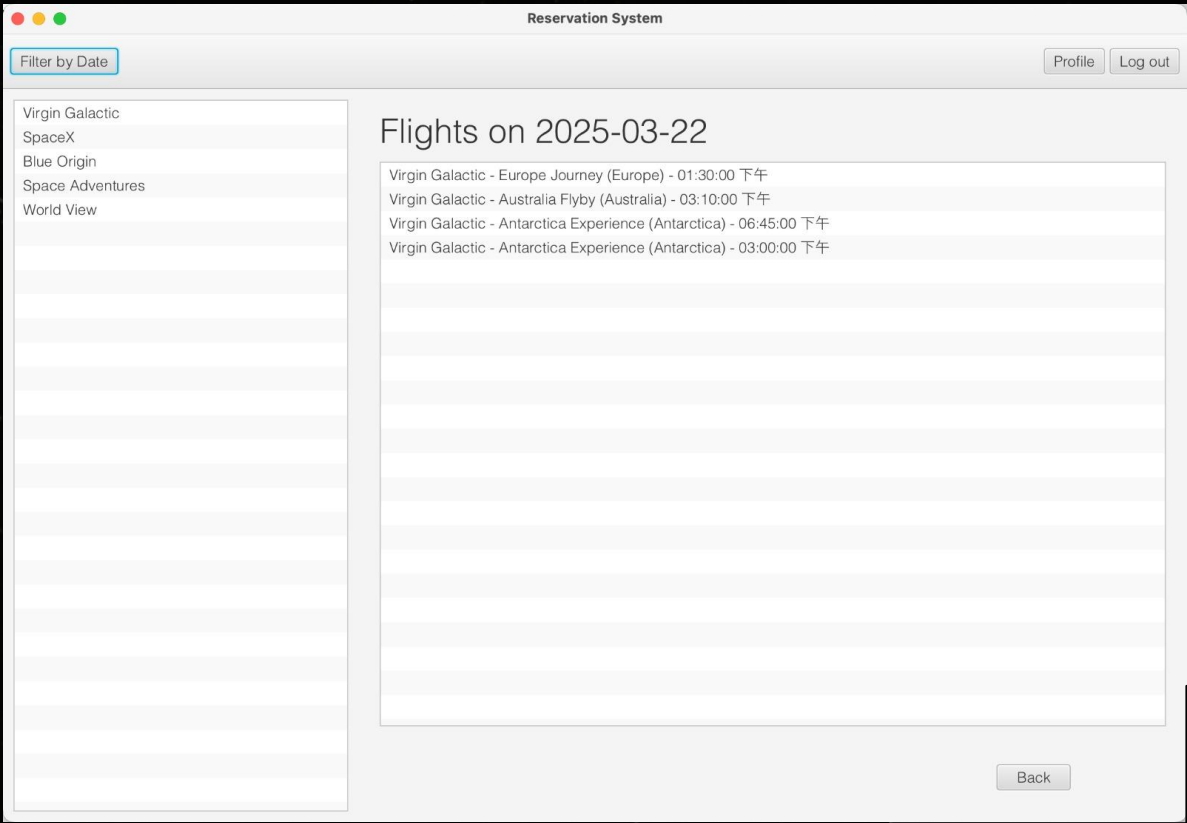 Reservation System
Filter by Date
Profile
Log out
Virgin Galactic
SpaceX
Blue Origin
Space Adventures
World View
Flights on 2025-03-22
Virgin Galactic - Europe Journey (Europe) - 01:30:00 下午
Virgin Galactic - Australia Flyby (Australia) - 03:10:00 下午
Virgin Galactic - Antarctica Experience (Antarctica) - 06:45:00 下午
Virgin Galactic - Antarctica Experience (Antarctica) - 03:00:00 下午
Back